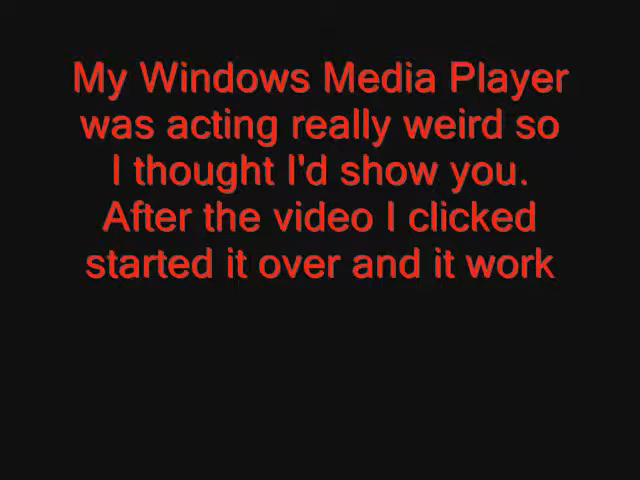 My Windows Media Player
was acting really weird so
I thought I'd show you.
After the video I clicked
started it over and it work